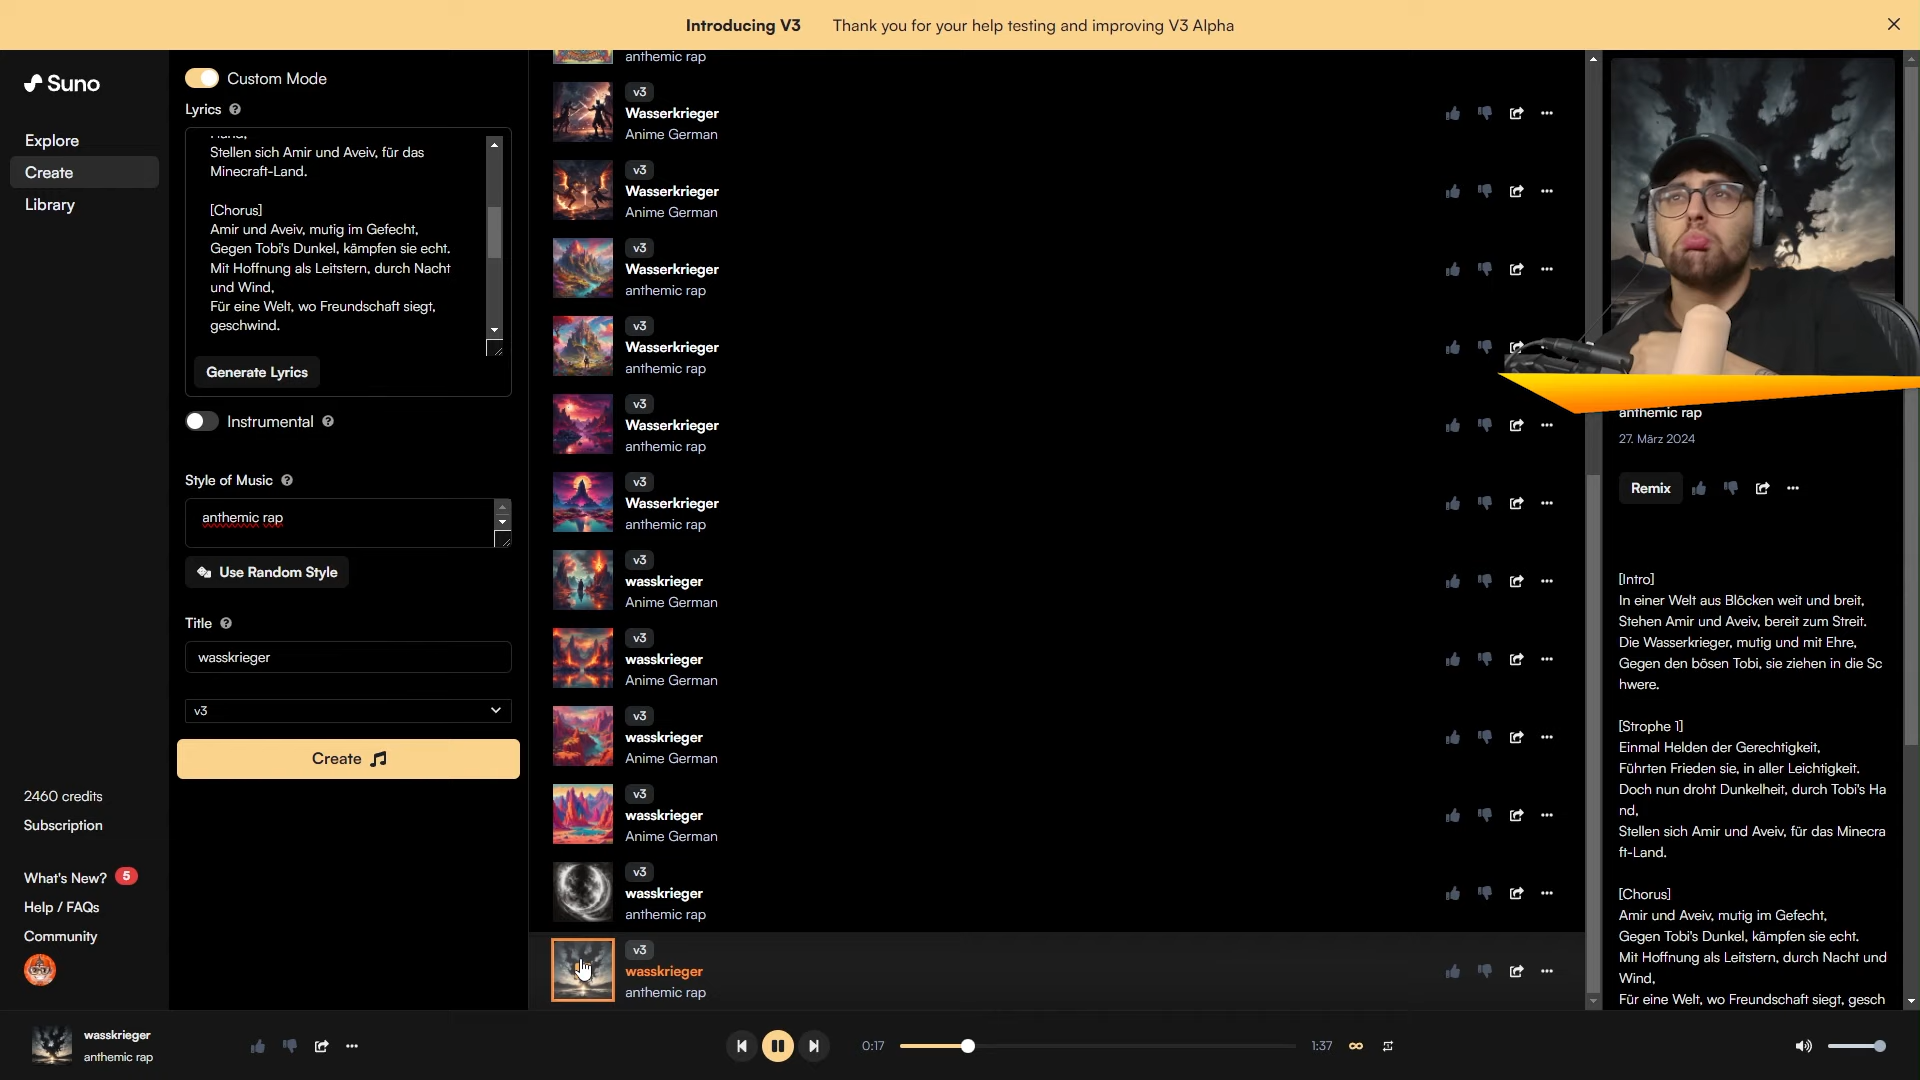 Introducing V3 Thank you for your help testing and improving V3 Alpha
Suno
Explore
Create
Library
2460 credits
Subscription
What's New? 5
Help / FAQs
Community
Custom Mode
Lyrics
Stellen sich Amir und Aveiv, für das
Minecraft-Land.
[Chorus]
Amir und Aveiv, mutig im Gefecht,
Gegen Tobi's Dunkel, kämpfen sie echt.
Mit Hoffnung als Leitstern, durch Nacht
und Wind,
Für eine Welt, wo Freundschaft siegt,
geschwind.
Generate Lyrics
Instrumental
Style of Music
anthemic rap
Use Random Style
Title
wasskrieger
v3
Create
anthemic rap
v3
Wasserkrieger
Anime German
v3
Wasserkrieger
Anime German
v3
Wasserkrieger
anthemic rap
v3
Wasserkrieger
anthemic rap
v3
Wasserkrieger
anthemic rap
v3
Wasserkrieger
anthemic rap
v3
wasskrieger
Anime German
v3
wasskrieger
Anime German
v3
wasskrieger
Anime German
v3
wasskrieger
Anime German
v3
wasskrieger
anthemic rap
v3
wasskrieger
anthemic rap
anthemic rap
27. März 2024
Remix
[Intro]
In einer Welt aus Blöcken weit und breit,
Stehen Amir und Aveiv, bereit zum Streit.
Die Wasserkrieger, mutig und mit Ehre,
Gegen den bösen Tobi, sie ziehen in die Sc
hwere.
[Strophe 1]
Einmal Helden der Gerechtigkeit,
Führten Frieden sie, in aller Leichtigkeit.
Doch nun droht Dunkelheit, durch Tobi's Ha
nd,
Stellen sich Amir und Aveiv, für das Minecra
ft-Land.
[Chorus]
Amir und Aveiv, mutig im Gefecht,
Gegen Tobi's Dunkel, kämpfen sie echt.
Mit Hoffnung als Leitstern, durch Nacht und
Wind,
Für eine Welt, wo Freundschaft siegt, gesch
wasskrieger
anthemic rap
0:17
1:37